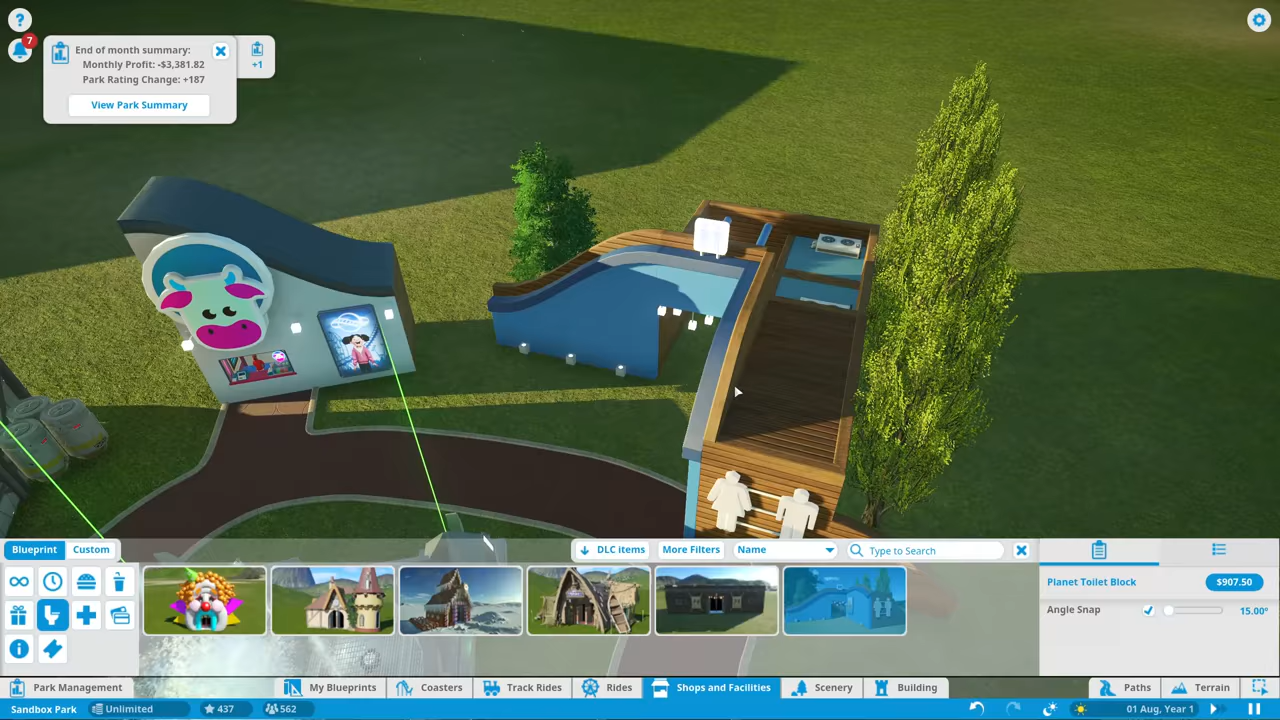 ?
7
End of month summary:
Monthly Profit: -$3,381.82
Park Rating Change: +187
View Park Summary
+1
Blueprint
Custom
DLC items
More Filters
Name
Type to Search
Planet Toilet Block
$907.50
Angle Snap
15.00°
Park Management
My Blueprints
Coasters
Track Rides
Rides
Shops and Facilities
Scenery
Building
Paths
Terrain
Sandbox Park
Unlimited
437
562
01 Aug, Year 1